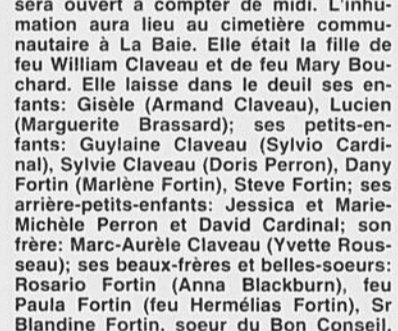 sera ouvert à compter de midi. L'inhu-
mation aura lieu au cimetière commu-
nautaire à La Baie. Elle était la fille de
feu William Claveau et de feu Mary Bou-
chard. Elle laisse dans le deuil ses en-
fants: Gisèle (Armand Claveau), Lucien
(Marguerite Brassard); ses petits-en-
fants: Guylaine Claveau (Sylvio Cardi-
nal), Sylvie Claveau (Doris Perron), Dany
Fortin (Marlène Fortin), Steve Fortin; ses
arrière-petits-enfants: Jessica et Marie-
Michèle Perron et David Cardinal; son
frère: Marc-Aurèle Claveau (Yvette Rous-
seau); ses beaux-frères et belles-soeurs:
Rosario Fortin (Anna Blackburn), feu
Paula Fortin (feu Hermélias Fortin), Sr
Blandine Fortin, soeur du Bon Conseil,